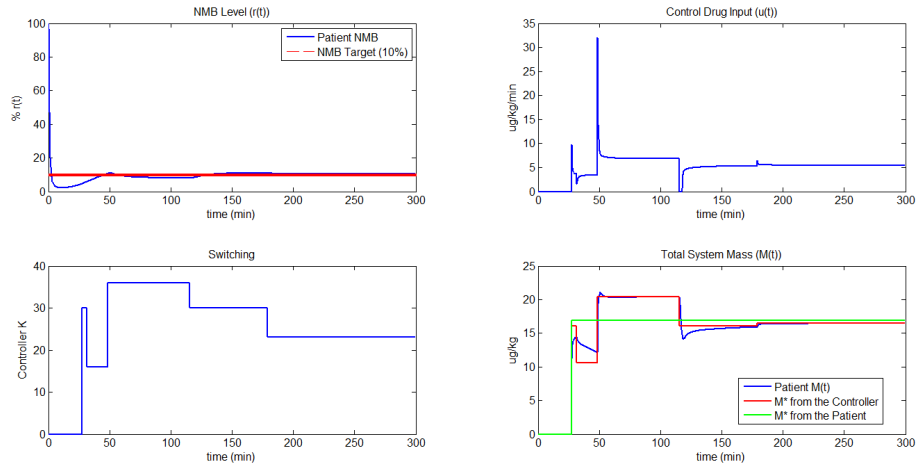 NMB Level (r(t))
100
80
60
40
20
0
% r(t)
Patient NMB
NMB Target (10%)
0 50 100 150 200 250 300
time (min)
Control Drug Input (u(t))
35
30
25
20
15
10
5
0
ug/kg/min
0 50 100 150 200 250 300
time (min)
Switching
40
30
20
10
0
Controller K
0 50 100 150 200 250 300
time (min)
Total System Mass (M(t))
25
20
15
10
5
0
ug/kg
Patient M(t)
M* from the Controller
M* from the Patient
0 50 100 150 200 250 300
time (min)